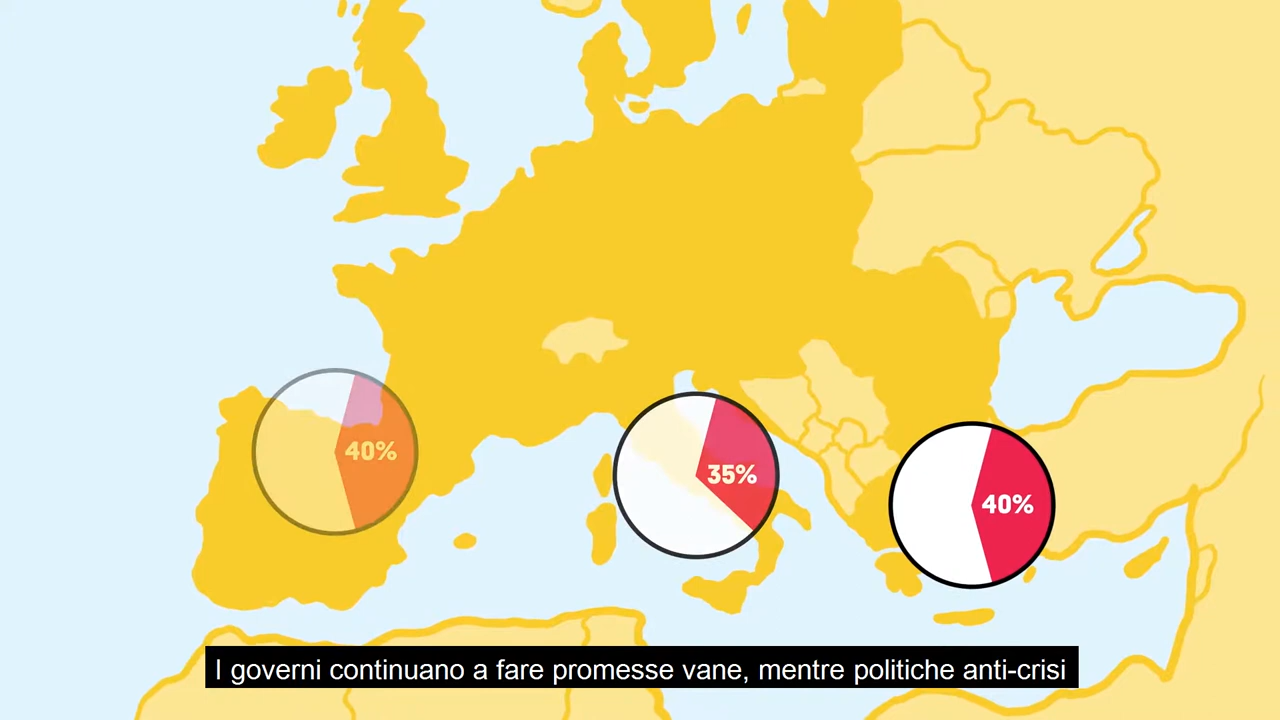 40%
35%
40%
I governi continuano a fare promesse vane, mentre politiche anti-crisi